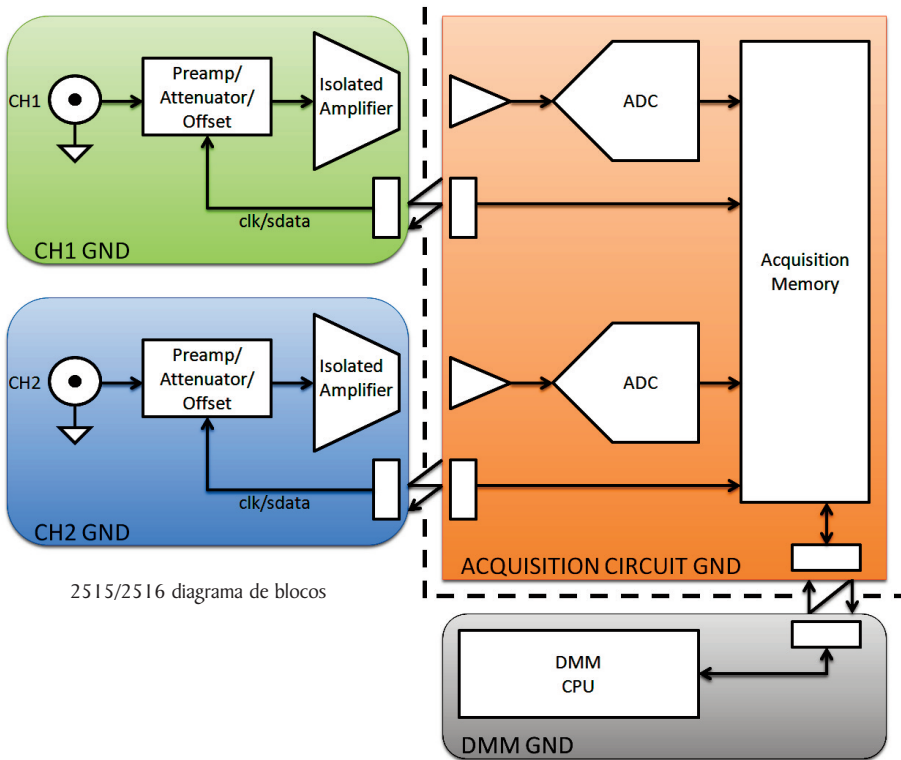 CH1
Preamp/
Attenuator/
Offset
Isolated
Amplifier
clk/sdata
CH1 GND
CH2
Preamp/
Attenuator/
Offset
Isolated
Amplifier
clk/sdata
CH2 GND
2515/2516 diagrama de blocos
ADC
ADC
Acquisition
Memory
ACQUISITION CIRCUIT GND
DMM
CPU
DMM GND